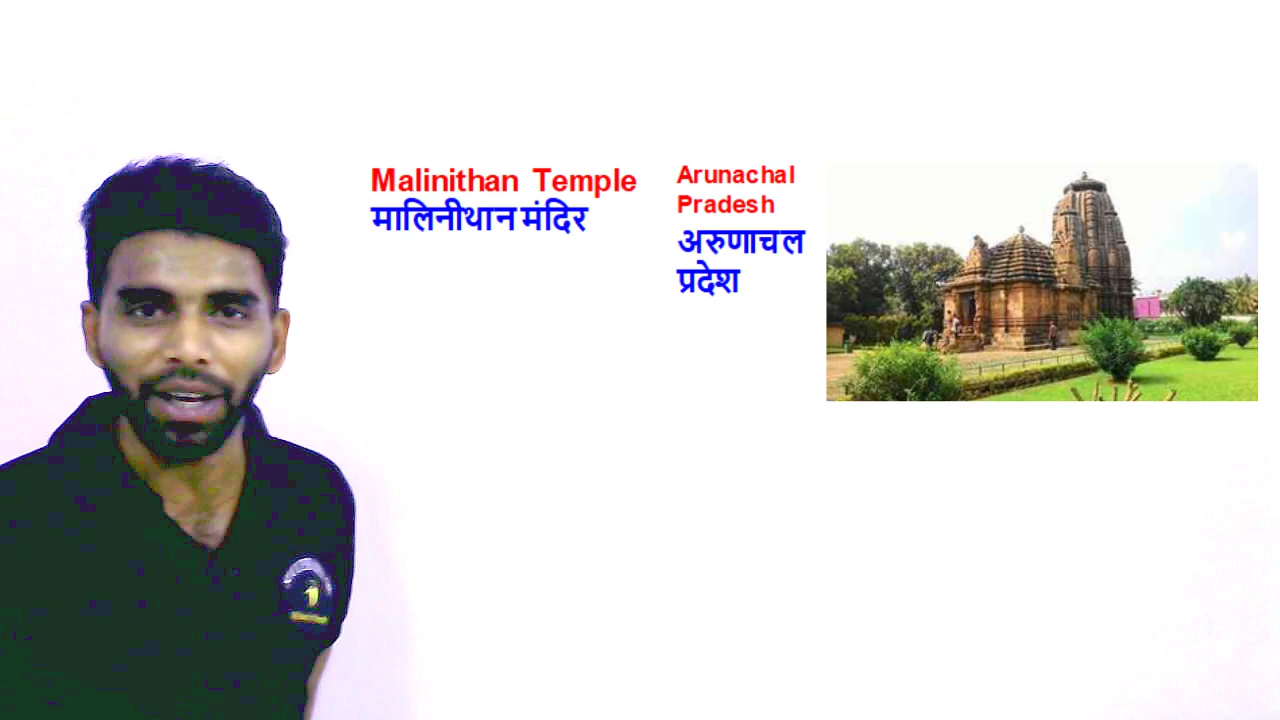 Malinithan Temple
मालिनीथान मंदिर
Arunachal
Pradesh
अरुणाचल
प्रदेश